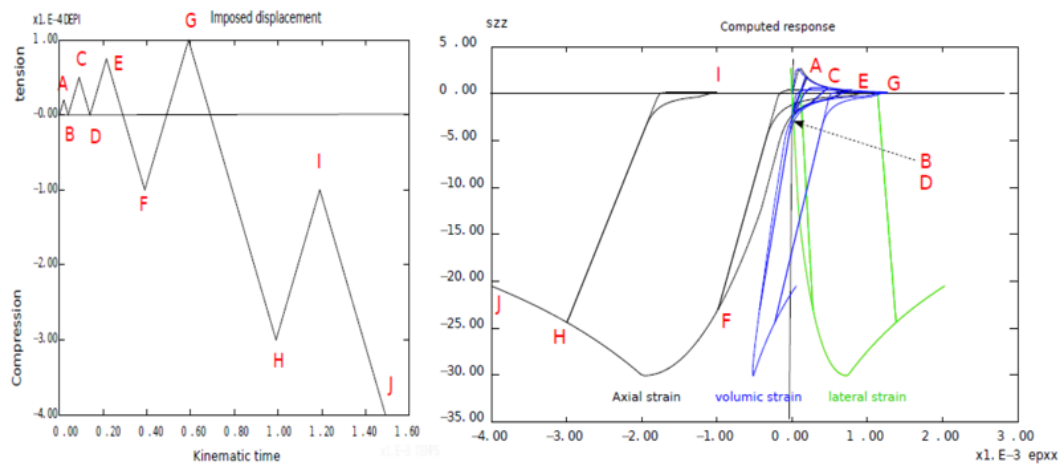 x1.E-4 DEPI
G
Imposed displacement
1.00
C
E
A
tension
-0.00
B
D
I
-1.00
F
-2.00
Compression
-3.00
H
J
-4.00
0.00 0.20 0.40 0.60 0.80 1.00 1.20 1.40 1.60
Kinematic time
szz
Computed response
5.00
I
A
C
E
G
0.00
-5.00
B
D
-10.00
-15.00
-20.00
J
F
H
-25.00
-30.00
Axial strain
volumic strain
lateral strain
-35.00
-4.00 -3.00 -2.00 -1.00 0.00 1.00 2.00 3.00
x1.E-3 epxx